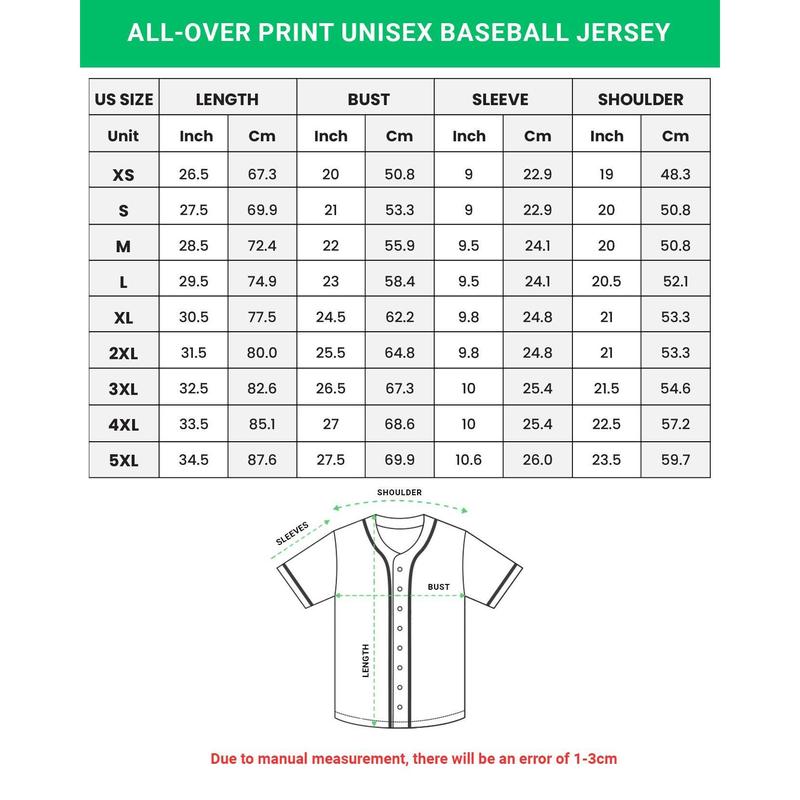 ALL-OVER PRINT UNISEX BASEBALL JERSEY
US SIZE LENGTH BUST SLEEVE SHOULDER
Unit Inch Cm Inch Cm Inch Cm Inch Cm
XS 26.5 67.3 20 50.8 9 22.9 19 48.3
S 27.5 69.9 21 53.3 9 22.9 20 50.8
M 28.5 72.4 22 55.9 9.5 24.1 20 50.8
L 29.5 74.9 23 58.4 9.5 24.1 20.5 52.1
XL 30.5 77.5 24.5 62.2 9.8 24.8 21 53.3
2XL 31.5 80.0 25.5 64.8 9.8 24.8 21 53.3
3XL 32.5 82.6 26.5 67.3 10 25.4 21.5 54.6
4XL 33.5 85.1 27 68.6 10 25.4 22.5 57.2
5XL 34.5 87.6 27.5 69.9 10.6 26.0 23.5 59.7
SHOULDER
SLEEVES
BUST
LENGTH
Due to manual measurement, there will be an error of 1-3cm